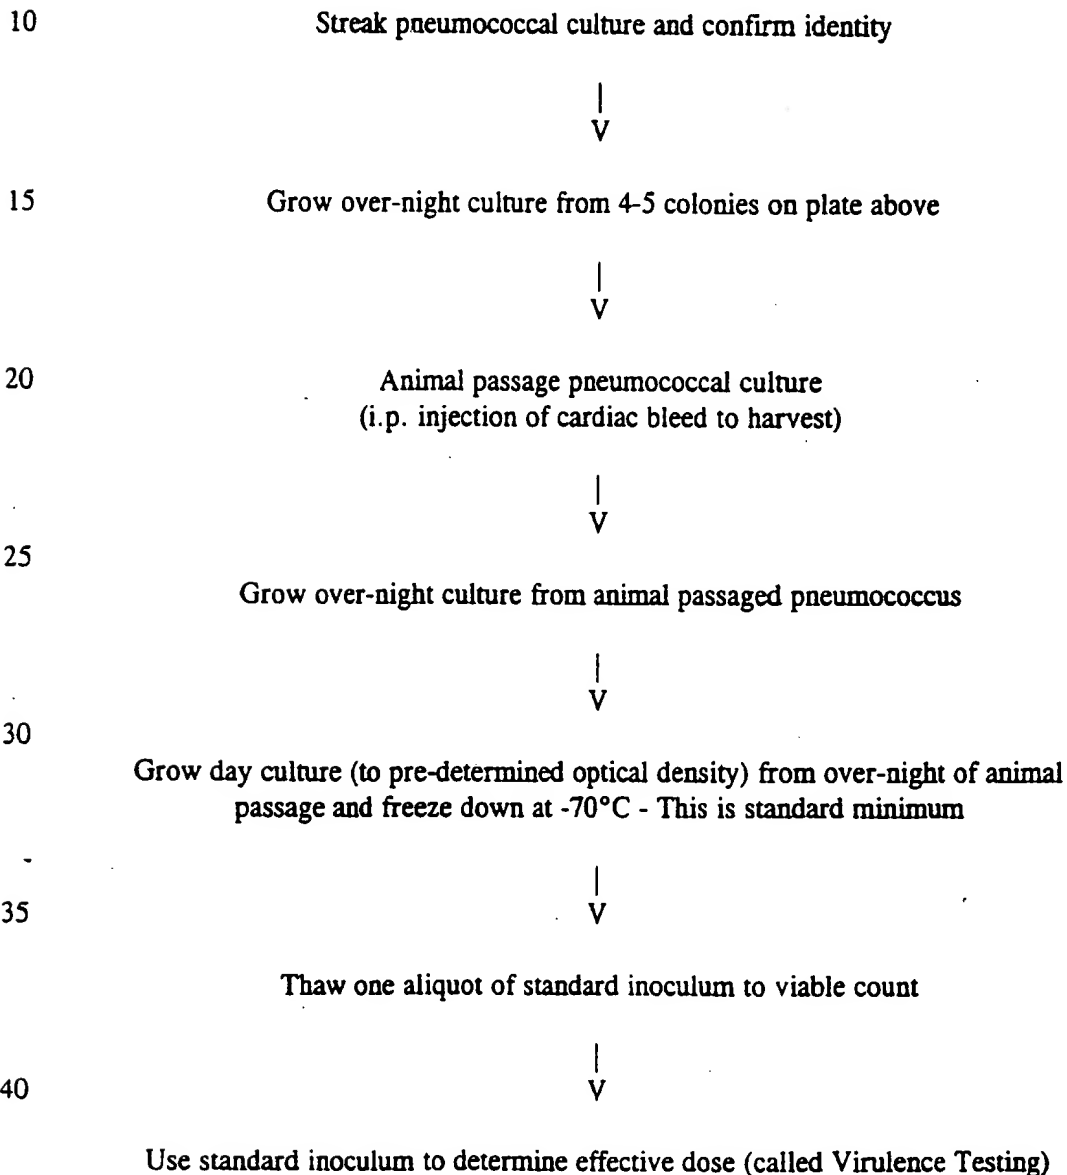 10 Streak pneumococcal culture and confirm identity
|
V
15 Grow over-night culture from 4-5 colonies on plate above
|
V
20 Animal passage pneumococcal culture
(i.p. injection of cardiac bleed to harvest)
|
V
25
Grow over-night culture from animal passaged pneumococcus
|
V
30
Grow day culture (to pre-determined optical density) from over-night of animal
passage and freeze down at -70°C - This is standard minimum
|
35 V
Thaw one aliquot of standard inoculum to viable count
|
40 V
Use standard inoculum to determine effective dose (called Virulence Testing)